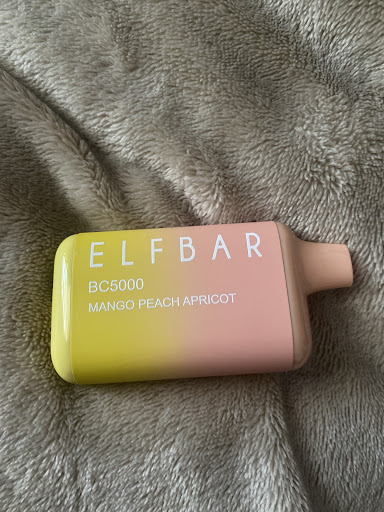 ELFBAR
BC5000
MANGO PEACH APRICOT